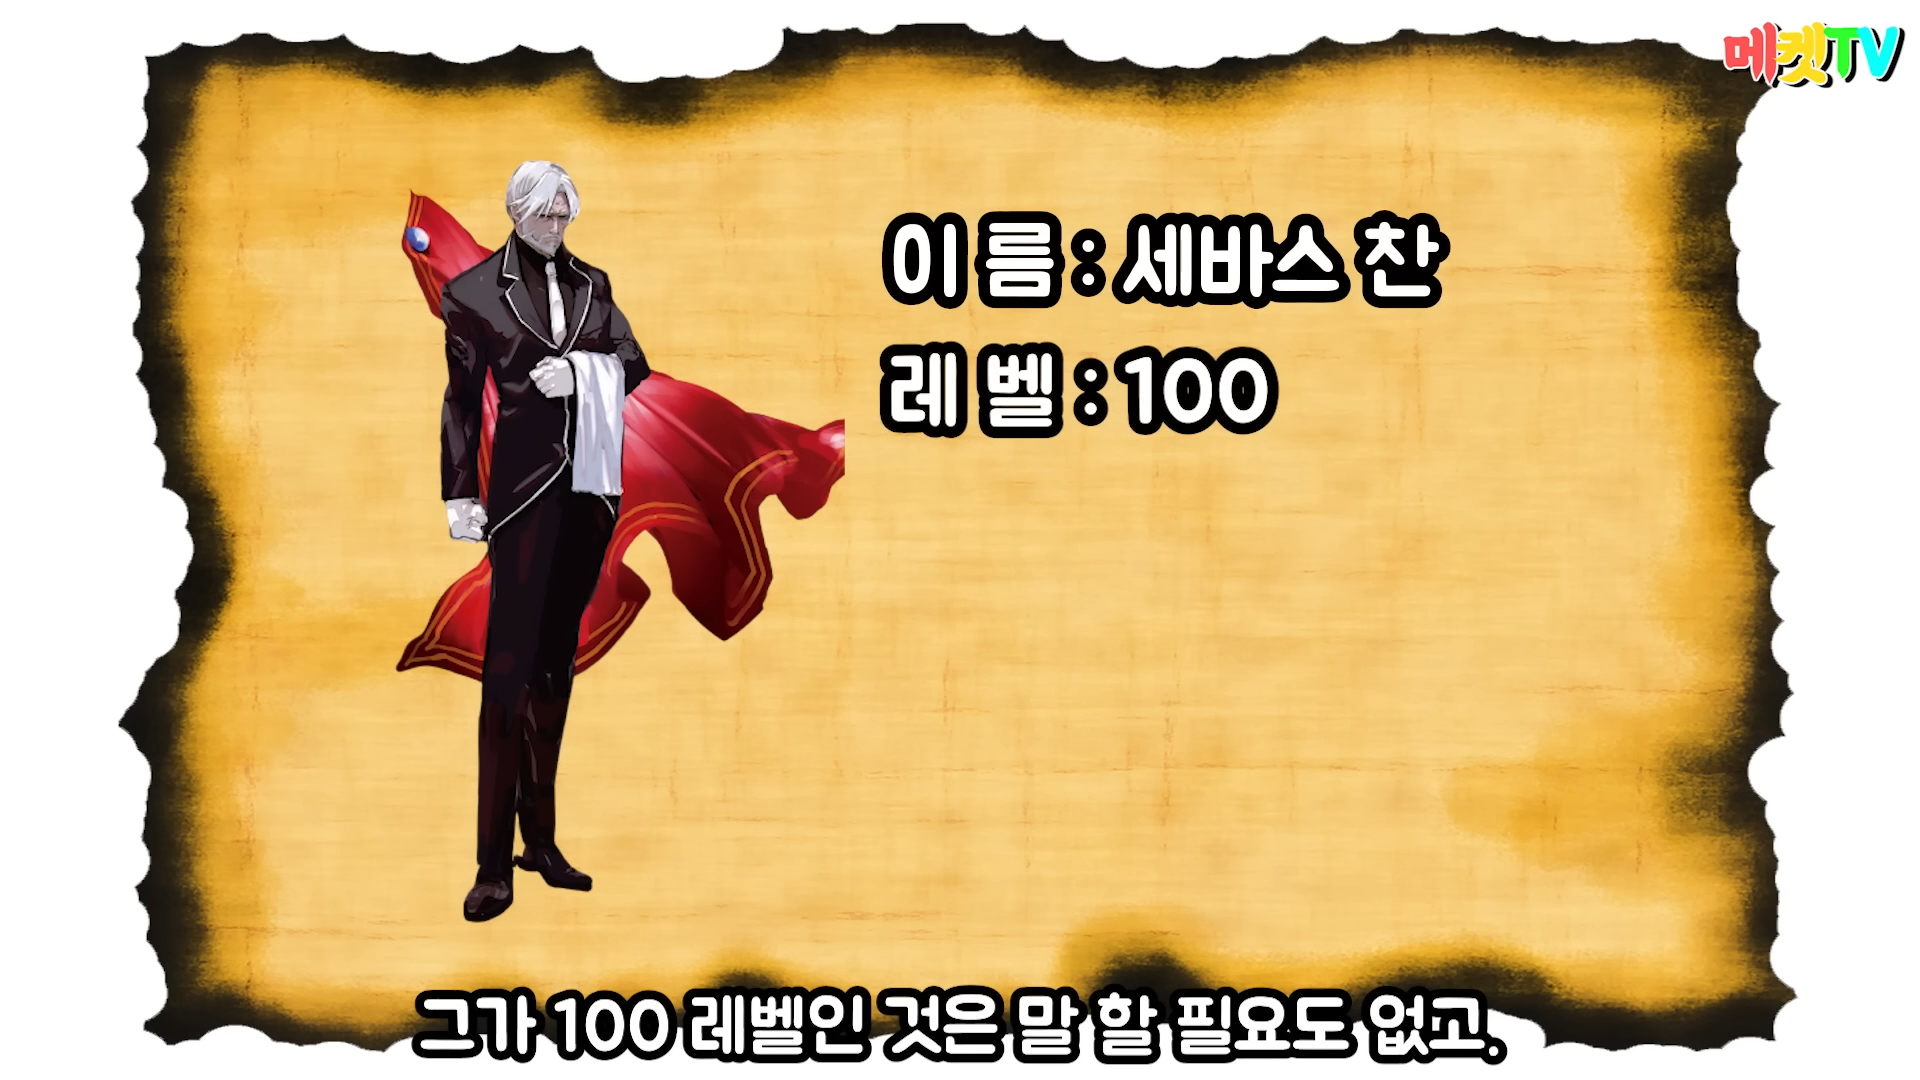 메켓TV
이 름 : 세바스 찬
레 벨 : 100
그가 100 레벨인 것은 말 할 필요도 없고.